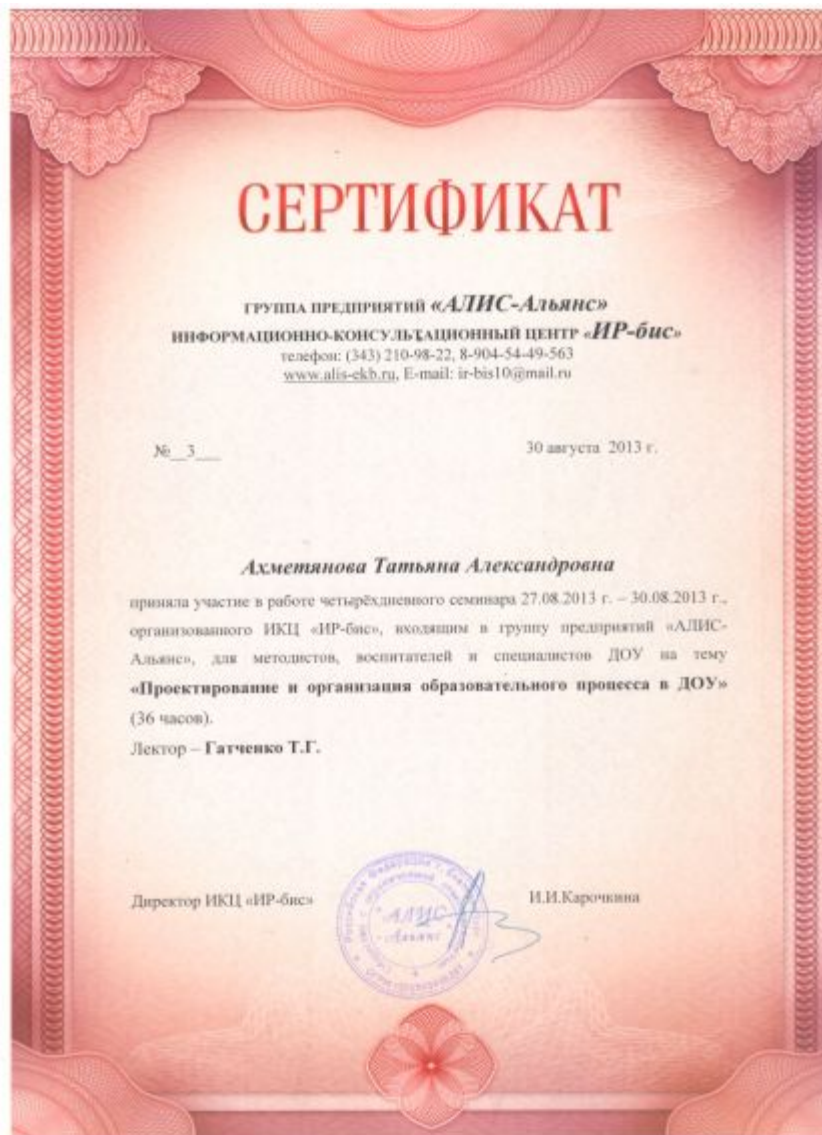 СЕРТИФИКАТ
ГРУППА ПРЕДПРИЯТИЙ «АЛИС-Альянс»
ИНФОРМАЦИОННО-КОНСУЛЬТАЦИОННЫЙ ЦЕНТР «ИР-бис»
телефон: (343) 210-98-22, 8-904-54-49-563
www.alis-ekb.ru, E-mail: ir-bis10@mail.ru
№__3___ 30 августа 2013 г.
Ахметянова Татьяна Александровна
приняла участие в работе четырёхдневного семинара 27.08.2013 г. – 30.08.2013 г.,
организованного ИКЦ «ИР-бис», входящим в группу предприятий «АЛИС-
Альянс», для методистов, воспитателей и специалистов ДОУ на тему
«Проектирование и организация образовательного процесса в ДОУ»
(36 часов).
Лектор – Гатченко Т.Г.
Директор ИКЦ «ИР-бис» И.И.Карочкина
Российская Федерация г.
«АЛИС
-Альянс»